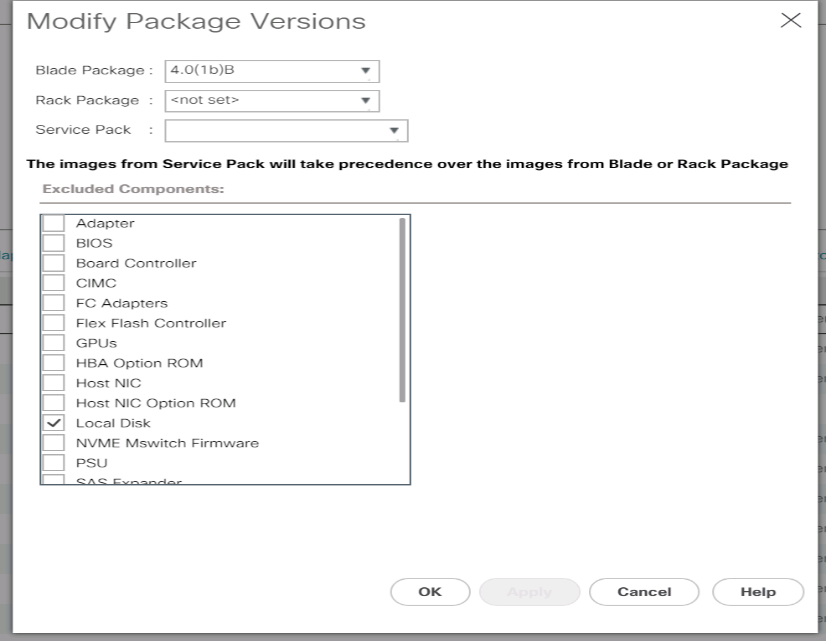 Modify Package Versions
Blade Package : 4.0(1b)B
Rack Package : <not set>
Service Pack :
The images from Service Pack will take precedence over the images from Blade or Rack Package
Excluded Components:
Adapter
BIOS
Board Controller
CIMC
FC Adapters
Flex Flash Controller
GPUs
HBA Option ROM
Host NIC
Host NIC Option ROM
Local Disk
NVME Mswitch Firmware
PSU
SAS Expander
OK Apply Cancel Help